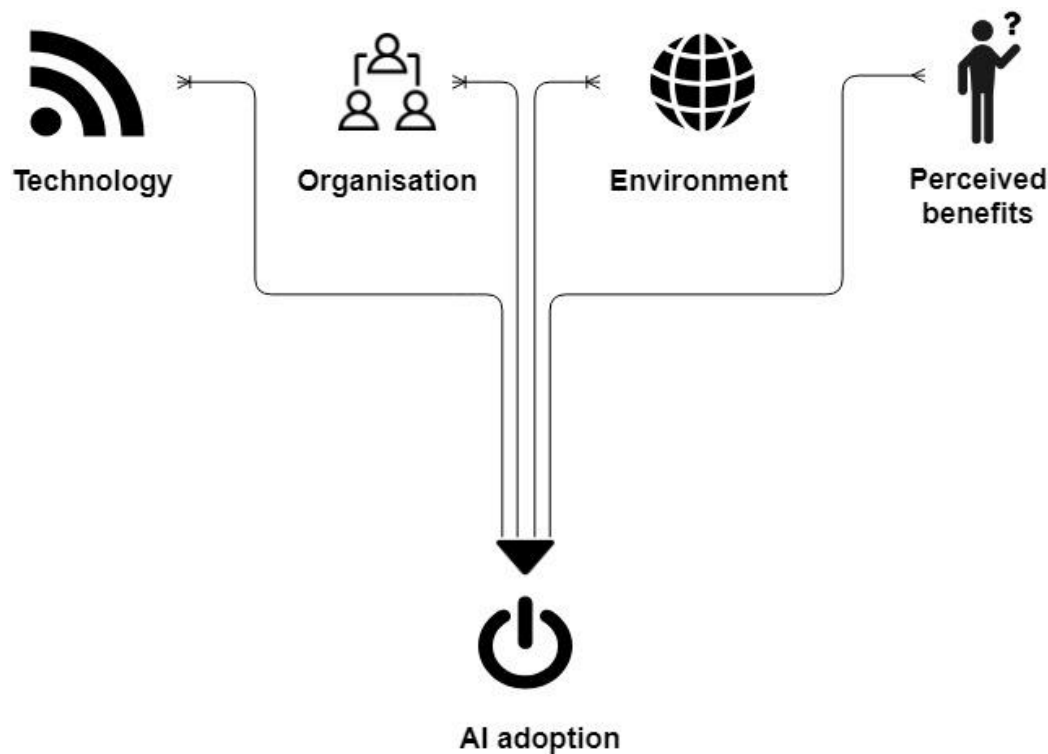 ?
Technology
Organisation
Environment
Perceived
benefits
AI adoption